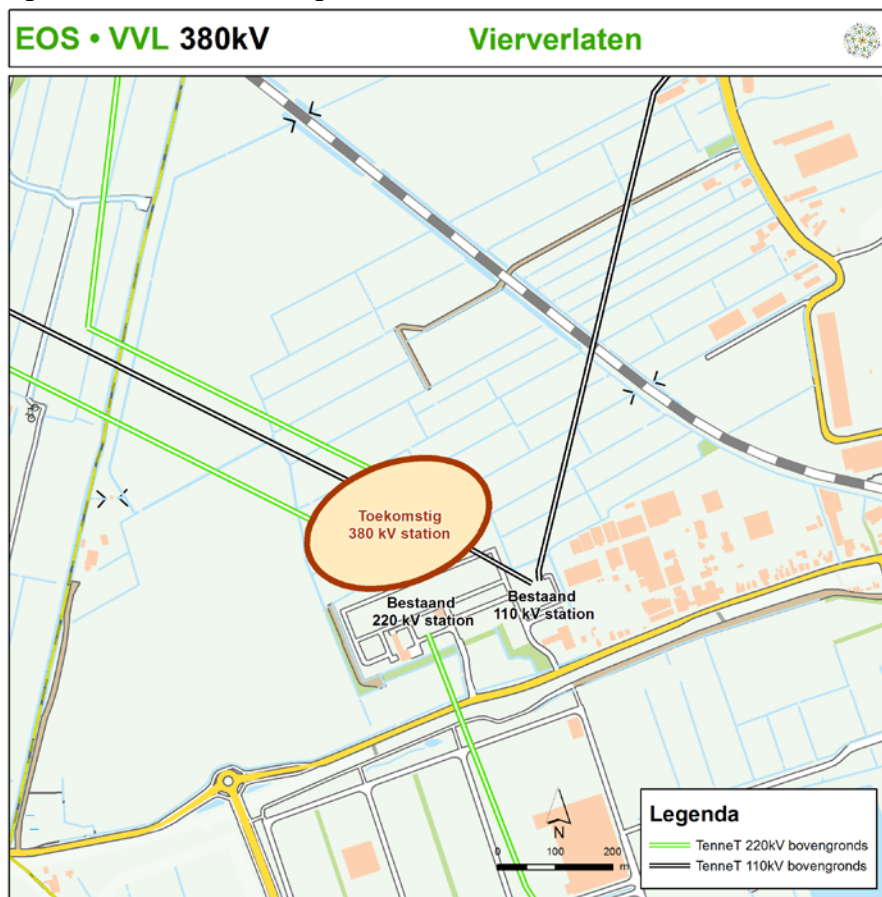 EOS • VVL 380kV
Vierverlaten
Toekomstig
380 kV station
Bestaand
220 kV station
Bestaand
110 kV station
N
0 100 200
m
Legenda
TenneT 220kV bovengronds
TenneT 110kV bovengronds